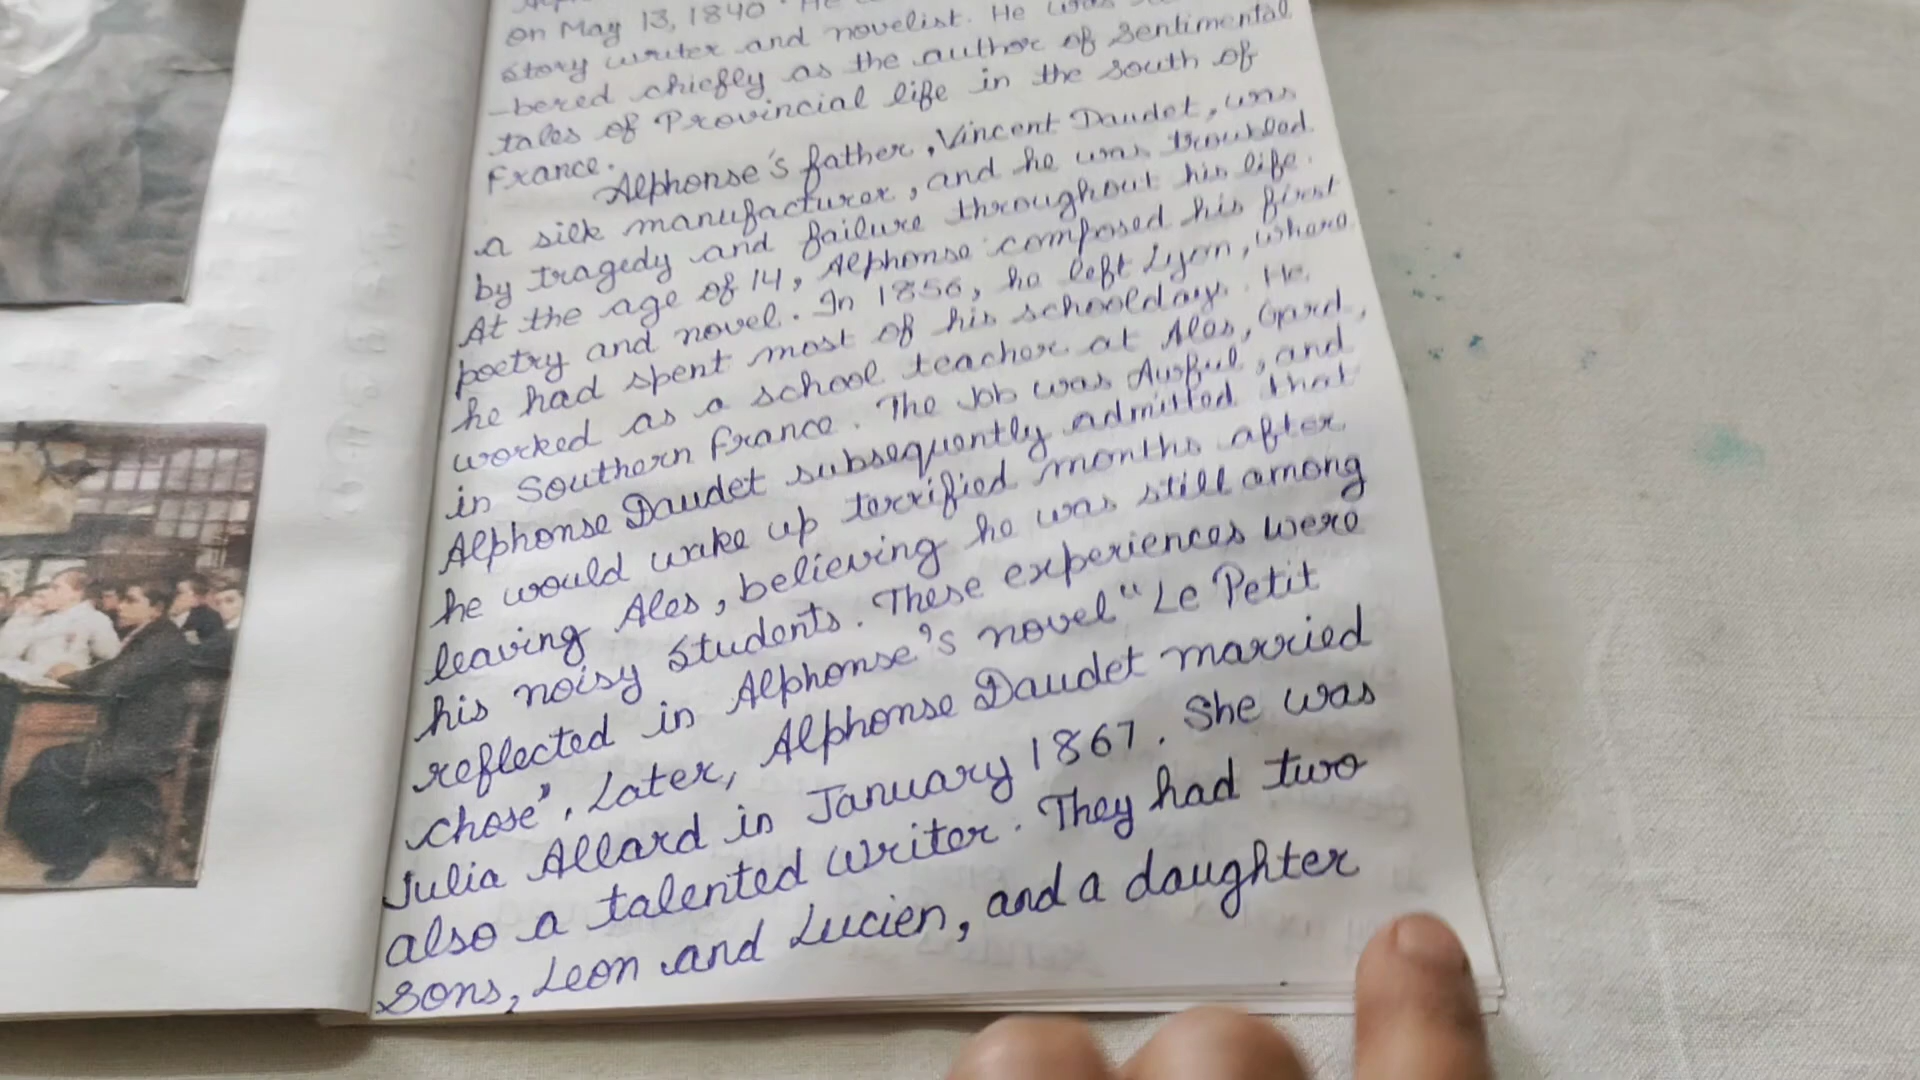 on May 13, 1840. He
story writer and novelist. He was
-bered chiefly as the author of sentimental
tales of Provincial life in the south of
France.
Alphonse's father, Vincent Daudet, was
a silk manufacturer, and he was troubled
by tragedy and failure throughout his life.
At the age of 14, Alphonse composed his first
poetry and novel. In 1856, he left Lyon, where
he had spent most of his schooldays. He
worked as a school teacher at Ales, Gard,
in Southern France. The Job was Awful, and
Alphonse Daudet subsequently admitted that
he would wake up terrified months after
leaving Ales, believing he was still among
his noisy students. These experiences were
reflected in Alphonse's novel "Le Petit
chose". Later, Alphonse Daudet married
Julia Allard in January 1867. She was
also a talented writer. They had two
sons, Leon and Lucien, and a daughter